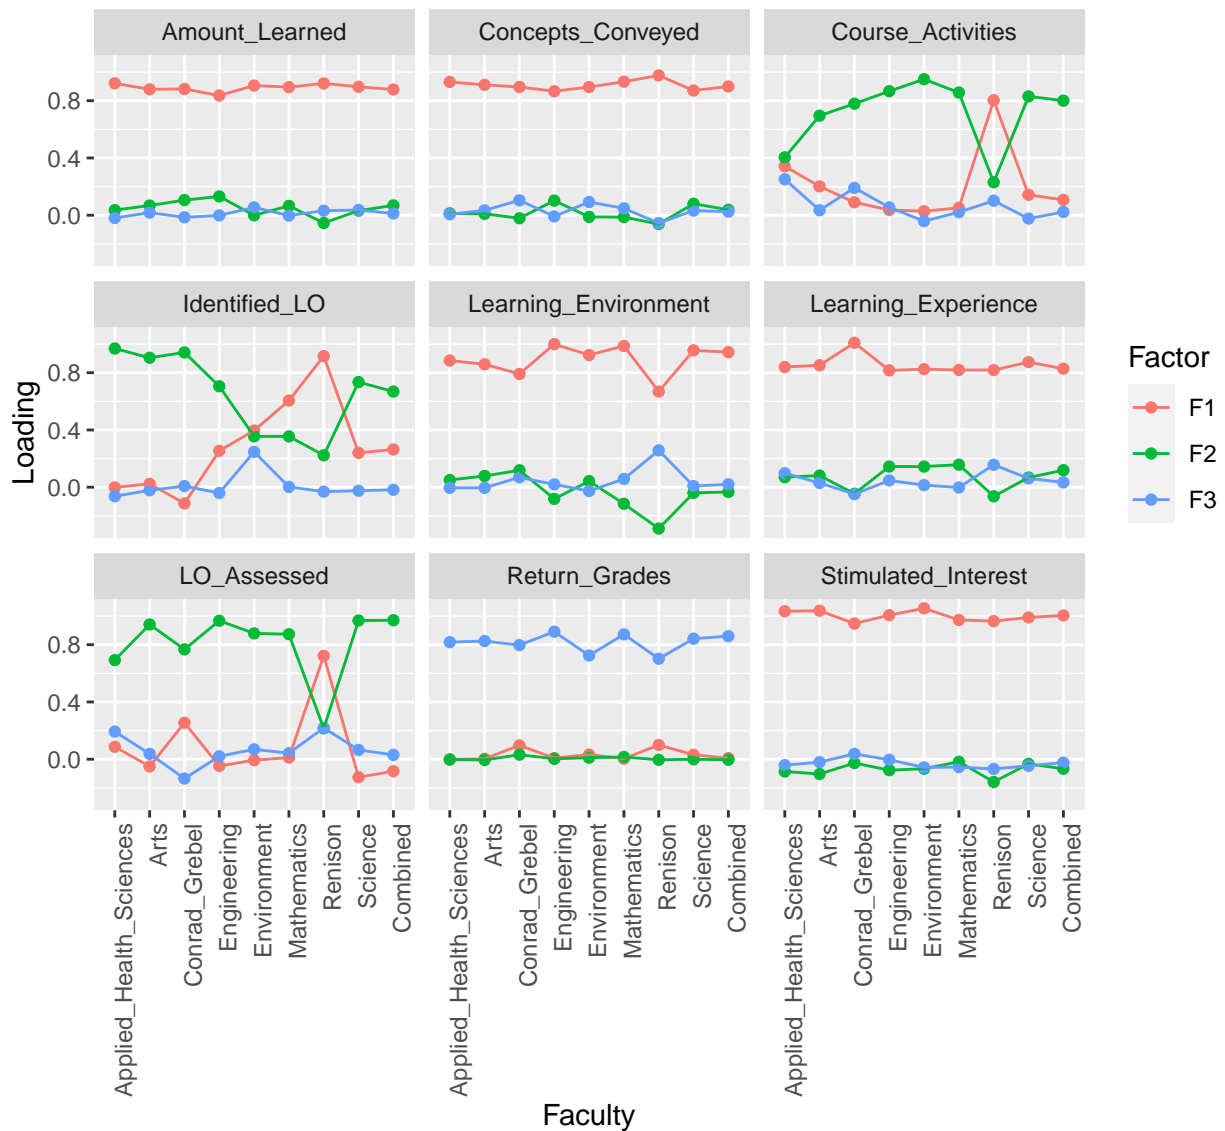 Amount_Learned Concepts_Conveyed Course_Activities
0.8
0.4
0.0
Identified_LO Learning_Environment Learning_Experience
0.8
0.4
0.0
LO_Assessed Return_Grades Stimulated_Interest
0.8
0.4
0.0
Applied_Health_Sciences
Arts
Conrad_Grebel
Engineering
Environment
Mathematics
Renison
Science
Combined
Applied_Health_Sciences
Arts
Conrad_Grebel
Engineering
Environment
Mathematics
Renison
Science
Combined
Applied_Health_Sciences
Arts
Conrad_Grebel
Engineering
Environment
Mathematics
Renison
Science
Combined
Loading
Faculty
Factor
F1
F2
F3